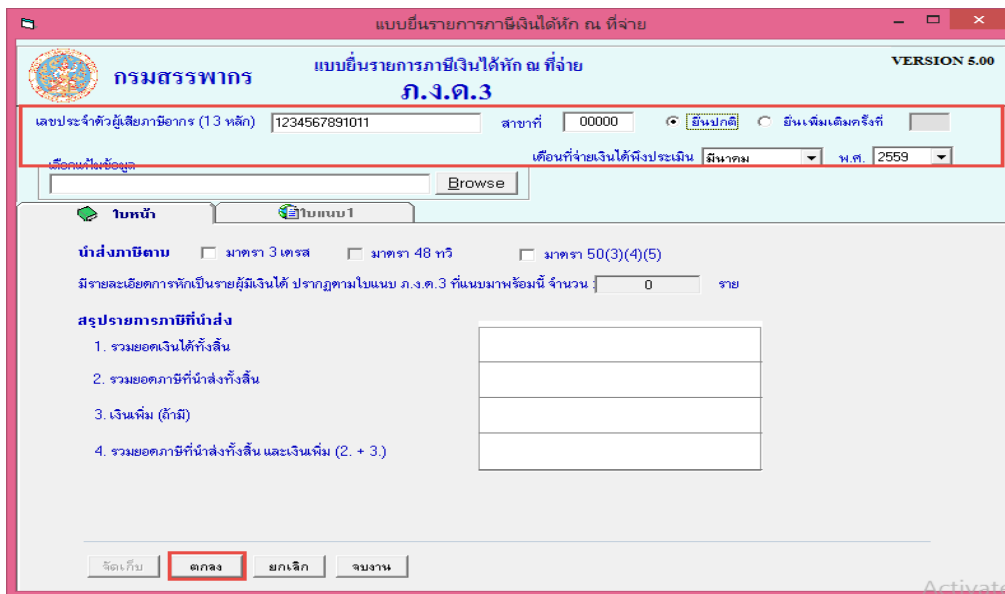 แบบยื่นรายการภาษีเงินได้หัก ณ ที่จ่าย
กรมสรรพากร
แบบยื่นรายการภาษีเงินได้หัก ณ ที่จ่าย
ภ.ง.ด.3
VERSION 5.00
เลขประจำตัวผู้เสียภาษีอากร (13 หลัก) 1234567891011 สาขาที่ 00000 ยื่นปกติ ยื่นเพิ่มเติมครั้งที่
เดือนที่จ่ายเงินได้พึงประเมิน มีนาคม พ.ศ. 2559
เลือกแฟ้มข้อมูล
Browse
ใบหน้า ใบแนบ1
นำส่งภาษีตาม มาตรา 3 เตรส มาตรา 48 ทวิ มาตรา 50(3)(4)(5)
มีรายละเอียดการหักเป็นรายผู้มีเงินได้ ปรากฏตามใบแนบ ภ.ง.ด.3 ที่แนบมาพร้อมนี้ จำนวน : 0 ราย
สรุปรายการภาษีที่นำส่ง
1. รวมยอดเงินได้ทั้งสิ้น
2. รวมยอดภาษีที่นำส่งทั้งสิ้น
3. เงินเพิ่ม (ถ้ามี)
4. รวมยอดภาษีที่นำส่งทั้งสิ้น และเงินเพิ่ม (2. + 3.)
จัดเก็บ ตกลง ยกเลิก จบงาน
Activate